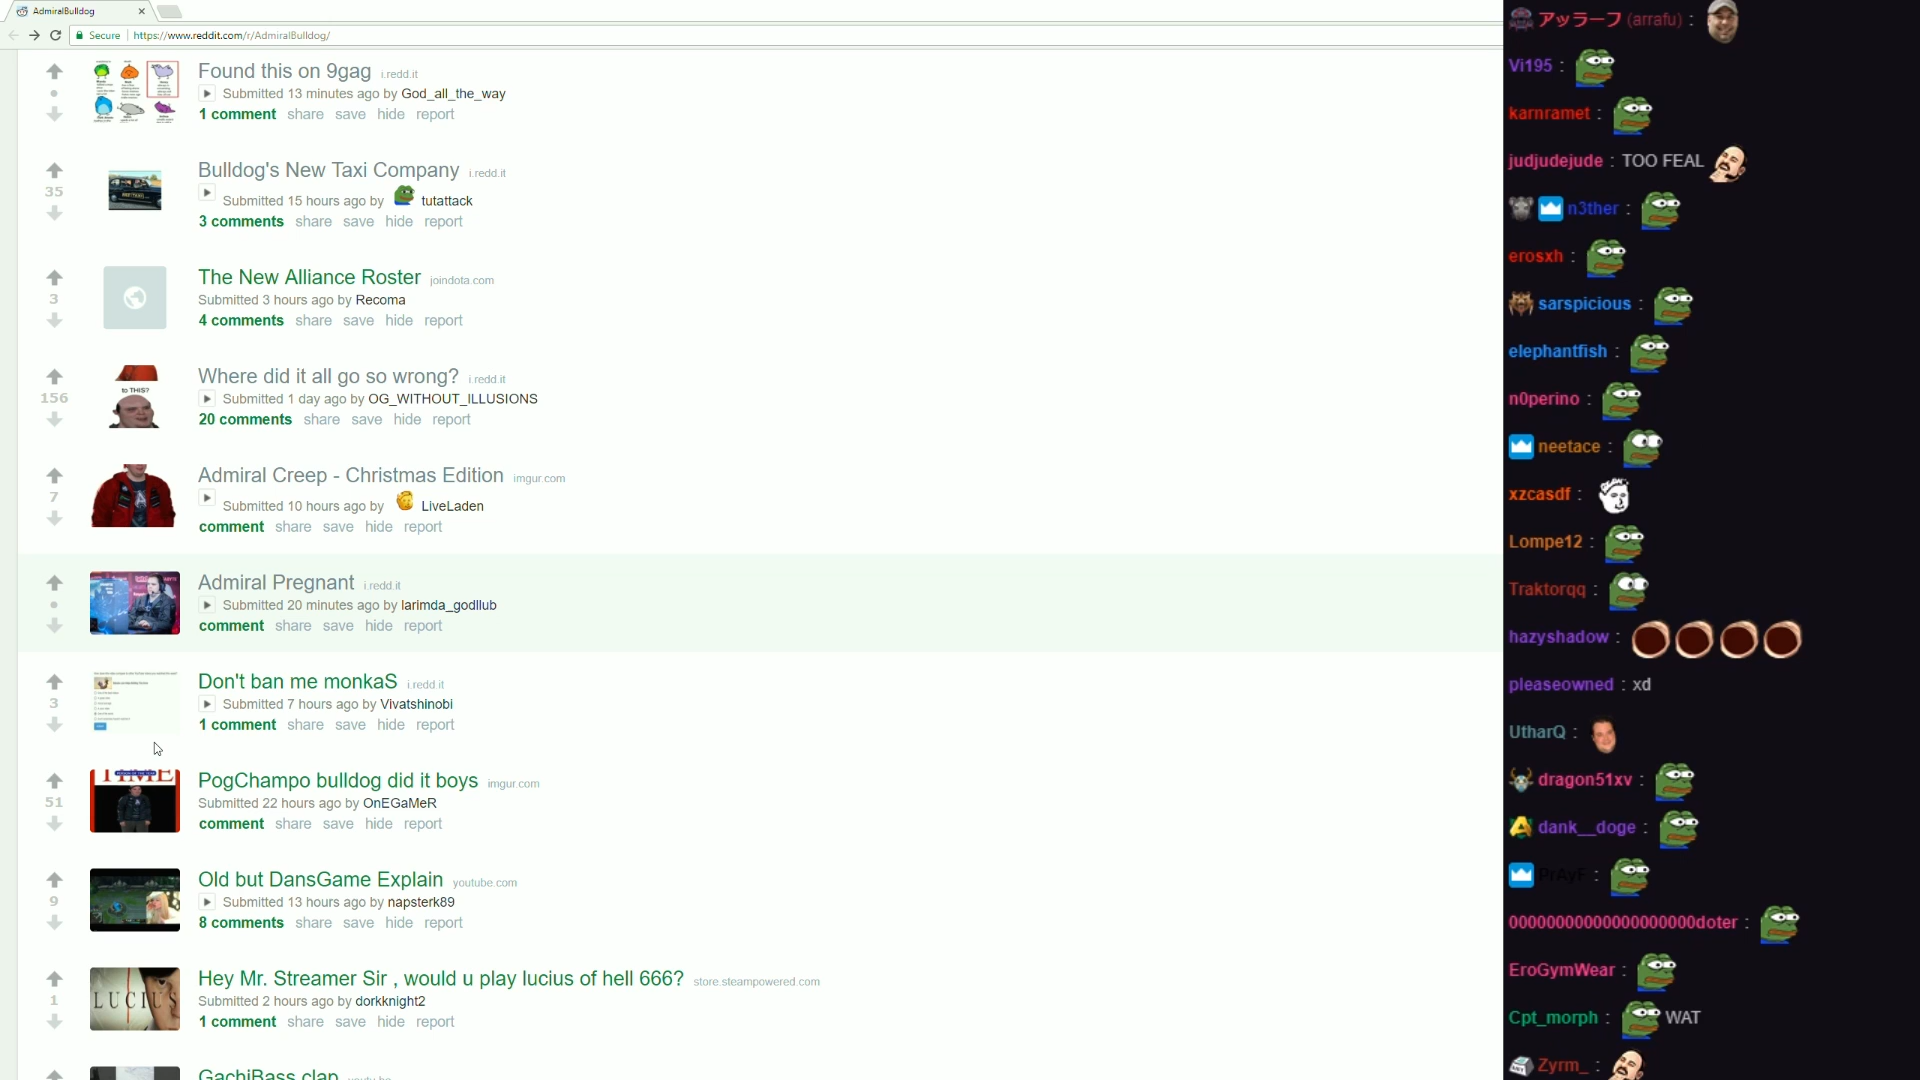 AdmiralBulldog
Secure https://www.reddit.com/r/AdmiralBulldog/
Found this on 9gag i.redd.it
Submitted 13 minutes ago by God_all_the_way
1 comment share save hide report
Bulldog's New Taxi Company i.redd.it
35
Submitted 15 hours ago by tutattack
3 comments share save hide report
The New Alliance Roster joindota.com
3
Submitted 3 hours ago by Recoma
4 comments share save hide report
Where did it all go so wrong? i.redd.it
to THIS?
156
Submitted 1 day ago by OG_WITHOUT_ILLUSIONS
20 comments share save hide report
Admiral Creep - Christmas Edition imgur.com
7
Submitted 10 hours ago by LiveLaden
comment share save hide report
Admiral Pregnant i.redd.it
Submitted 20 minutes ago by larimda_godllub
comment share save hide report
Don't ban me monkaS i.redd.it
3
Submitted 7 hours ago by Vivatshinobi
1 comment share save hide report
PogChampo bulldog did it boys imgur.com
TIME
51
Submitted 22 hours ago by OnEGaMeR
comment share save hide report
Old but DansGame Explain youtube.com
9
Submitted 13 hours ago by napsterk89
8 comments share save hide report
Hey Mr. Streamer Sir , would u play lucius of hell 666? store.steampowered.com
LUCIUS
1
Submitted 2 hours ago by dorkknight2
1 comment share save hide report
GachiBass clap youtu.be
アッラーフ (arrafu) :
Vi195 :
karnramet :
judjudejude : TOO FEAL
n3ther :
erosxh :
sarspicious :
elephantfish :
n0perino :
neetace :
xzcasdf :
Lompe12 :
Traktorqq :
hazyshadow :
pleaseowned : xd
UtharQ :
dragon51xv :
dank__doge :
PrAyF :
00000000000000000000doter :
EroGymWear :
Cpt_morph : WAT
Zyrm_ :